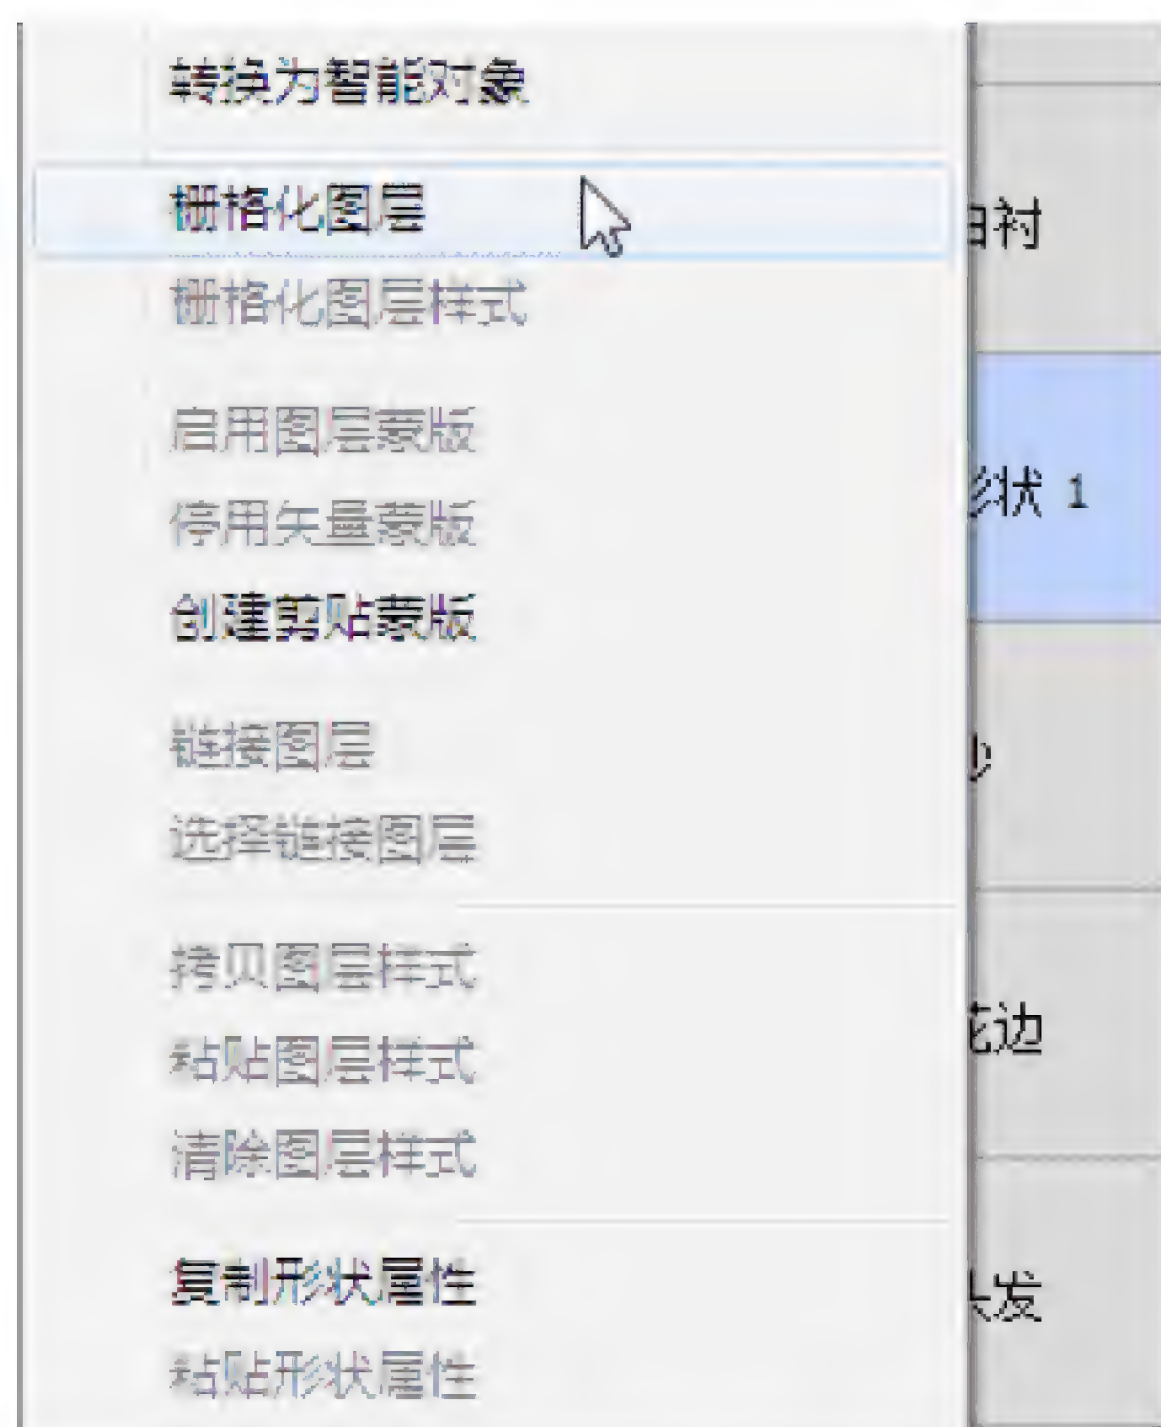 转换为智能对象
栅格化图层
栅格化图层样式
启用图层蒙版
停用矢量蒙版
创建剪贴蒙版
链接图层
选择链接图层
拷贝图层样式
粘贴图层样式
清除图层样式
复制形状属性
粘贴形状属性
衬
形状 1
纱
花边
头发